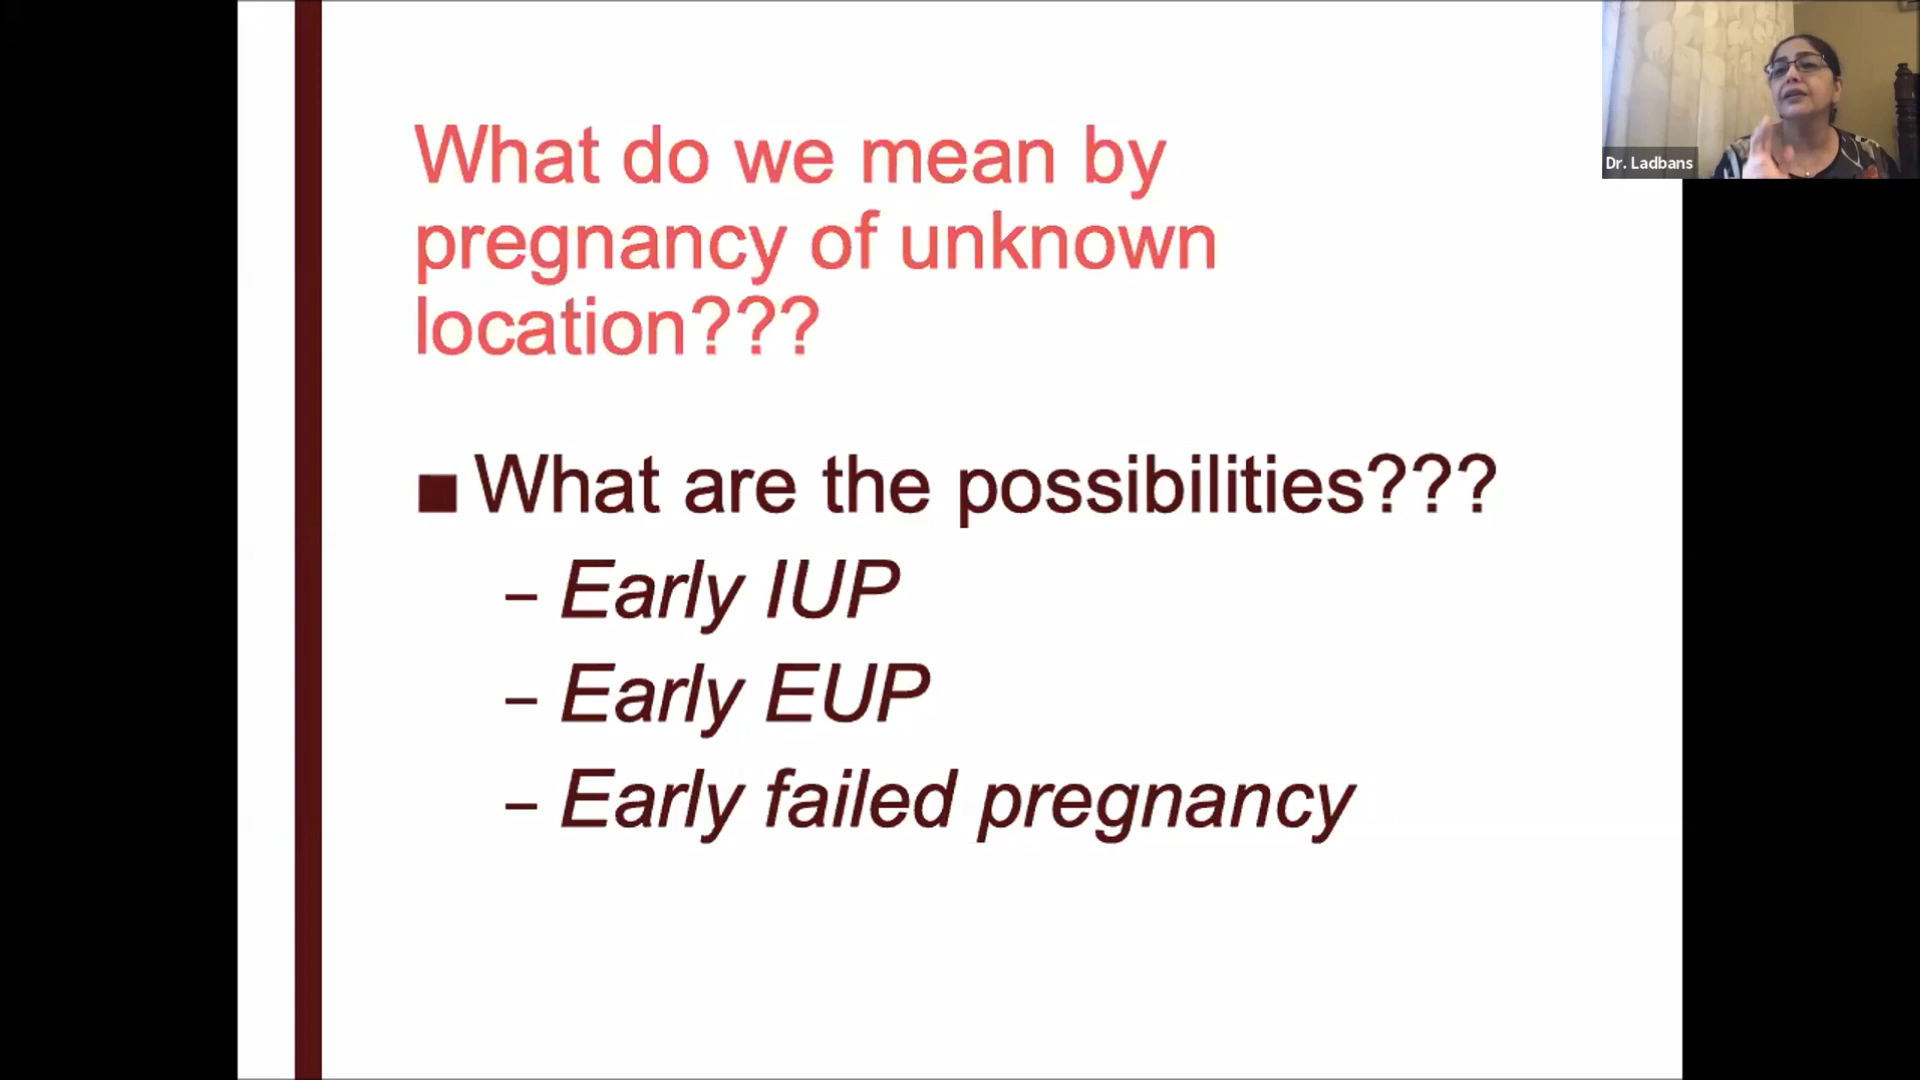 What do we mean by
pregnancy of unknown
location???
■ What are the possibilities???
– Early IUP
– Early EUP
– Early failed pregnancy
Dr. Ladbans